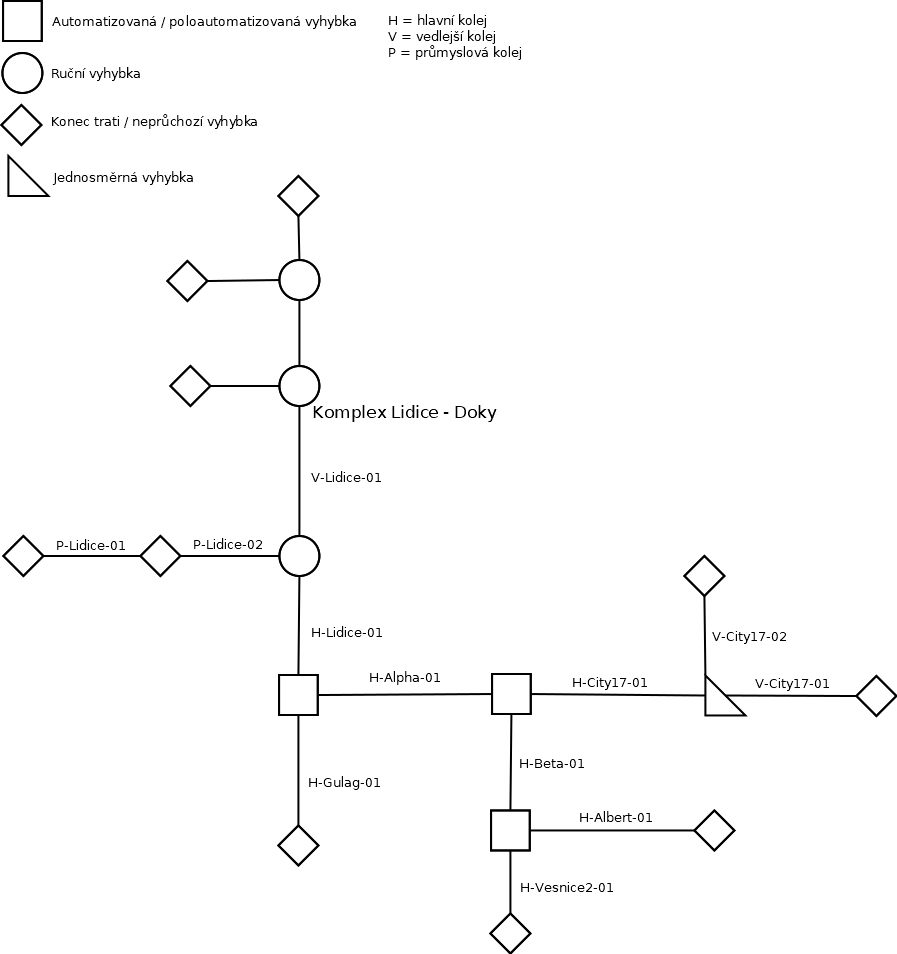 Automatizovaná / poloautomatizovaná vyhybka
H = hlavní kolej
V = vedlejší kolej
P = průmyslová kolej
Ruční vyhybka
Konec trati / neprůchozí vyhybka
Jednosměrná vyhybka
Komplex Lidice - Doky
V-Lidice-01
P-Lidice-01
P-Lidice-02
H-Lidice-01
V-City17-02
H-Alpha-01
H-City17-01
V-City17-01
H-Beta-01
H-Gulag-01
H-Albert-01
H-Vesnice2-01